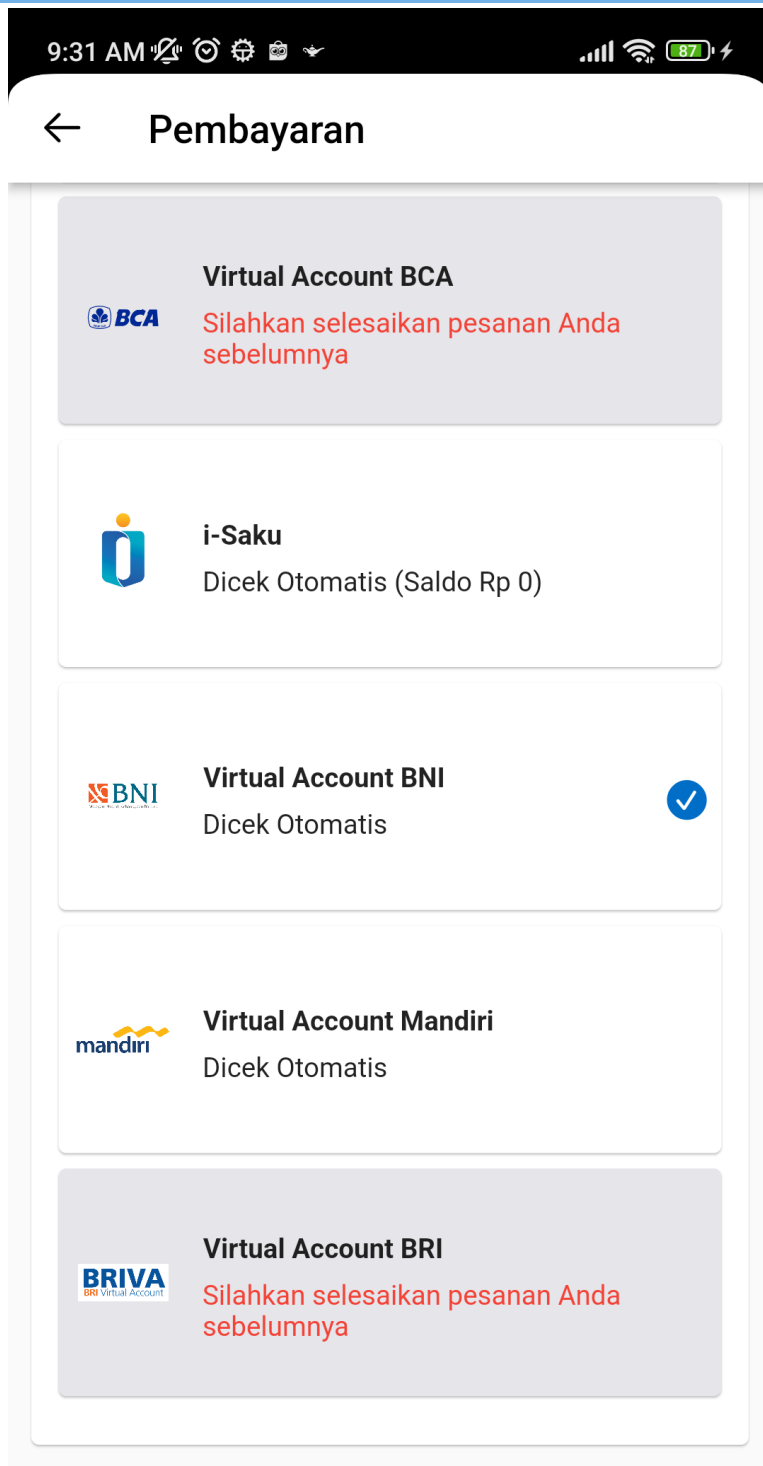 9:31 AM
87
Pembayaran
Virtual Account BCA
BCA
Silahkan selesaikan pesanan Anda
sebelumnya
i-Saku
Dicek Otomatis (Saldo Rp 0)
Virtual Account BNI
BNI
Dicek Otomatis
Virtual Account Mandiri
mandiri
Dicek Otomatis
Virtual Account BRI
BRIVA
BRI Virtual Account
Silahkan selesaikan pesanan Anda
sebelumnya